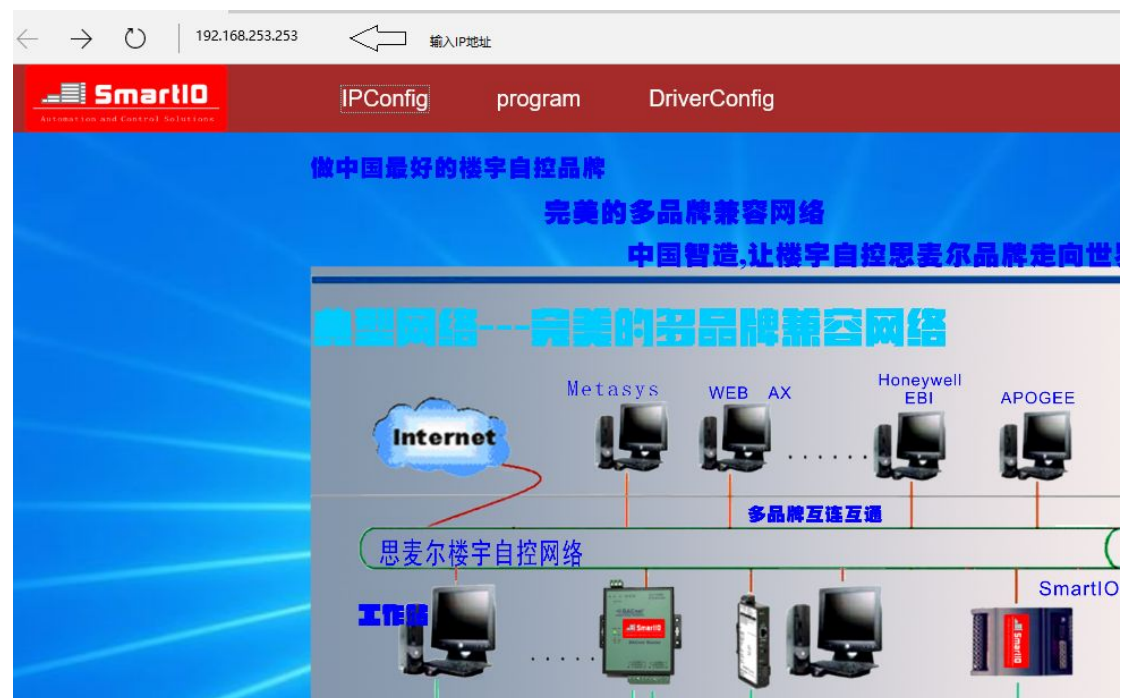 192.168.253.253
输入IP地址
SmartIO
Automation and Control Solutions
IPConfig
program
DriverConfig
做中国最好的楼宇自控品牌
完美的多品牌兼容网络
中国智造,让楼宇自控思麦尔品牌走向世界
典型网络---完美的多品牌兼容网络
Metasys
WEB AX
Honeywell
EBI
APOGEE
Internet
......
多品牌互连互通
思麦尔楼宇自控网络
SmartIO
工作站
SmartIO
.....
SmartIO